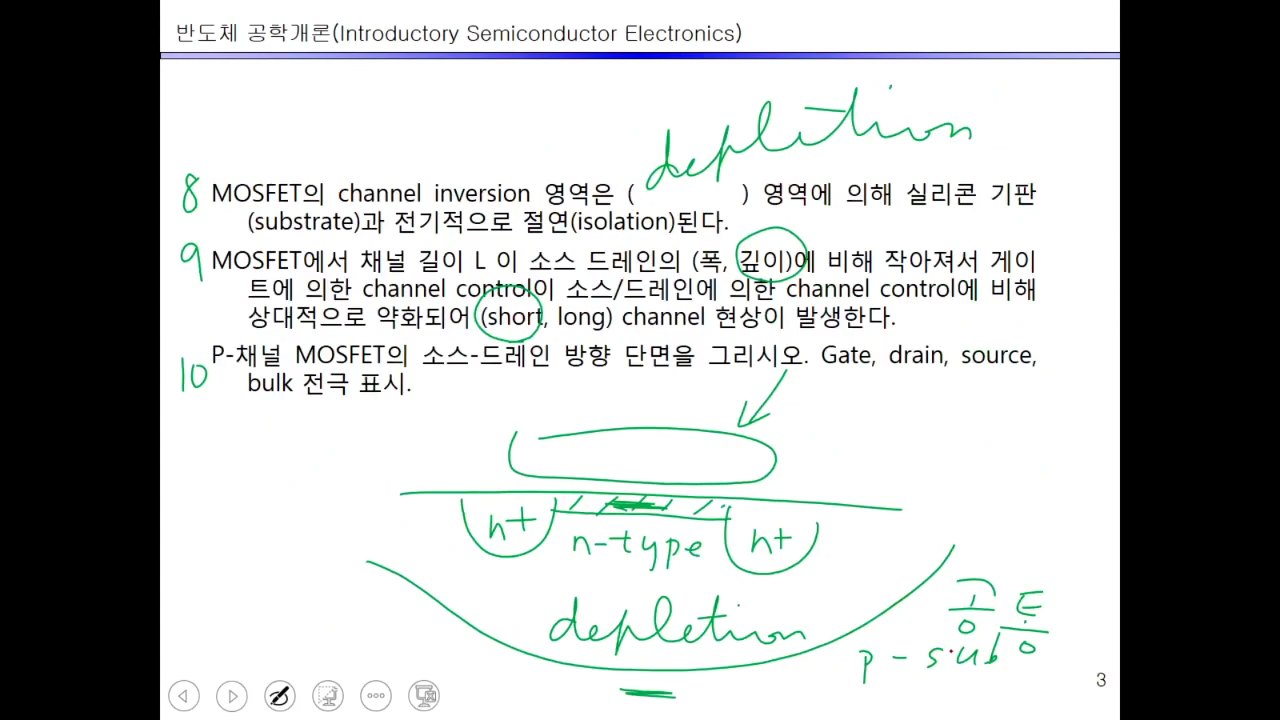 반도체 공학개론(Introductory Semiconductor Electronics)
depletion
8 MOSFET의 channel inversion 영역은 ( ) 영역에 의해 실리콘 기판
(substrate)과 전기적으로 절연(isolation)된다.
9 MOSFET에서 채널 길이 L 이 소스 드레인의 (폭, 깊이)에 비해 작아져서 게이
트에 의한 channel control이 소스/드레인에 의한 channel control에 비해
상대적으로 약화되어 (short, long) channel 현상이 발생한다.
10 P-채널 MOSFET의 소스-드레인 방향 단면을 그리시오. Gate, drain, source,
bulk 전극 표시.
n+ n-type n+
depletion
p-sub
3